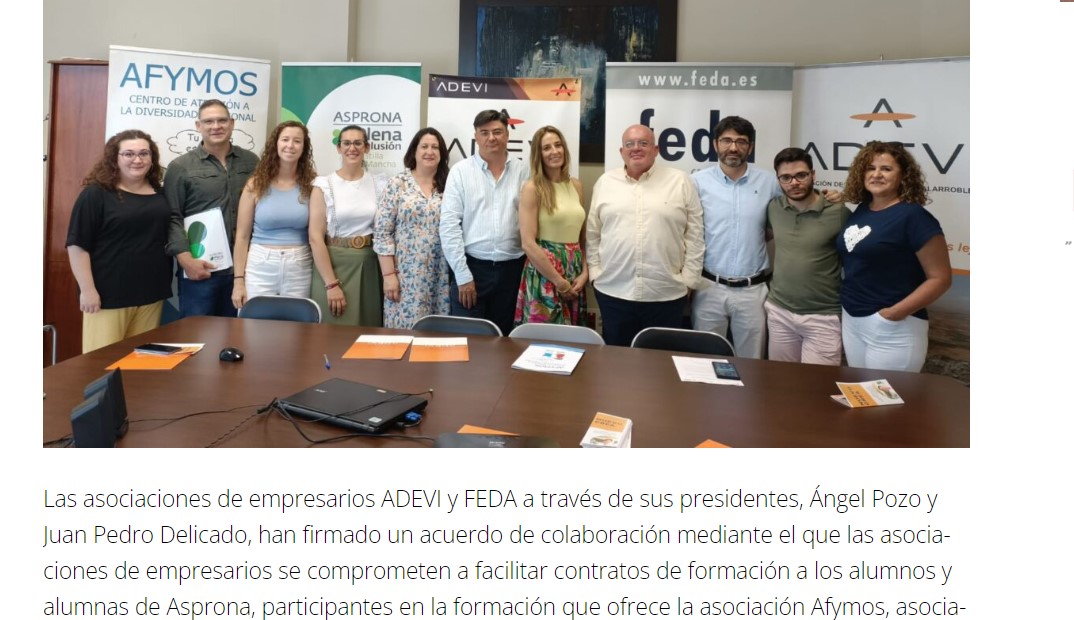 AFYMOS
CENTRO DE ATENCIÓN A
LA DIVERSIDAD
Tu
ASPRONA
ADEVI
www.feda.es
feda
ADEVI
Las asociaciones de empresarios ADEVI y FEDA a través de sus presidentes, Ángel Pozo y
Juan Pedro Delicado, han firmado un acuerdo de colaboración mediante el que las asocia-
ciones de empresarios se comprometen a facilitar contratos de formación a los alumnos y
alumnas de Asprona, participantes en la formación que ofrece la asociación Afymos, asocia-